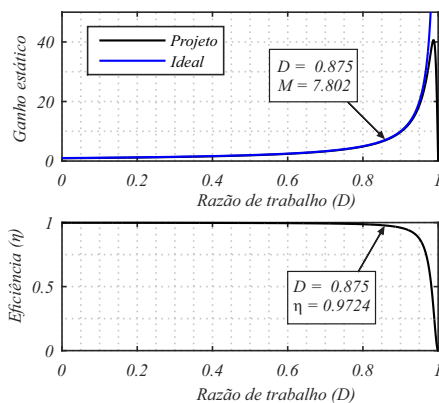 Ganho estático
40
20
0
Projeto
Ideal
D = 0.875
M = 7.802
0
0.2
0.4
0.6
0.8
1
Razão de trabalho (D)
Eficiência (η)
1
0.5
0
D = 0.875
η = 0.9724
0
0.2
0.4
0.6
0.8
1
Razão de trabalho (D)